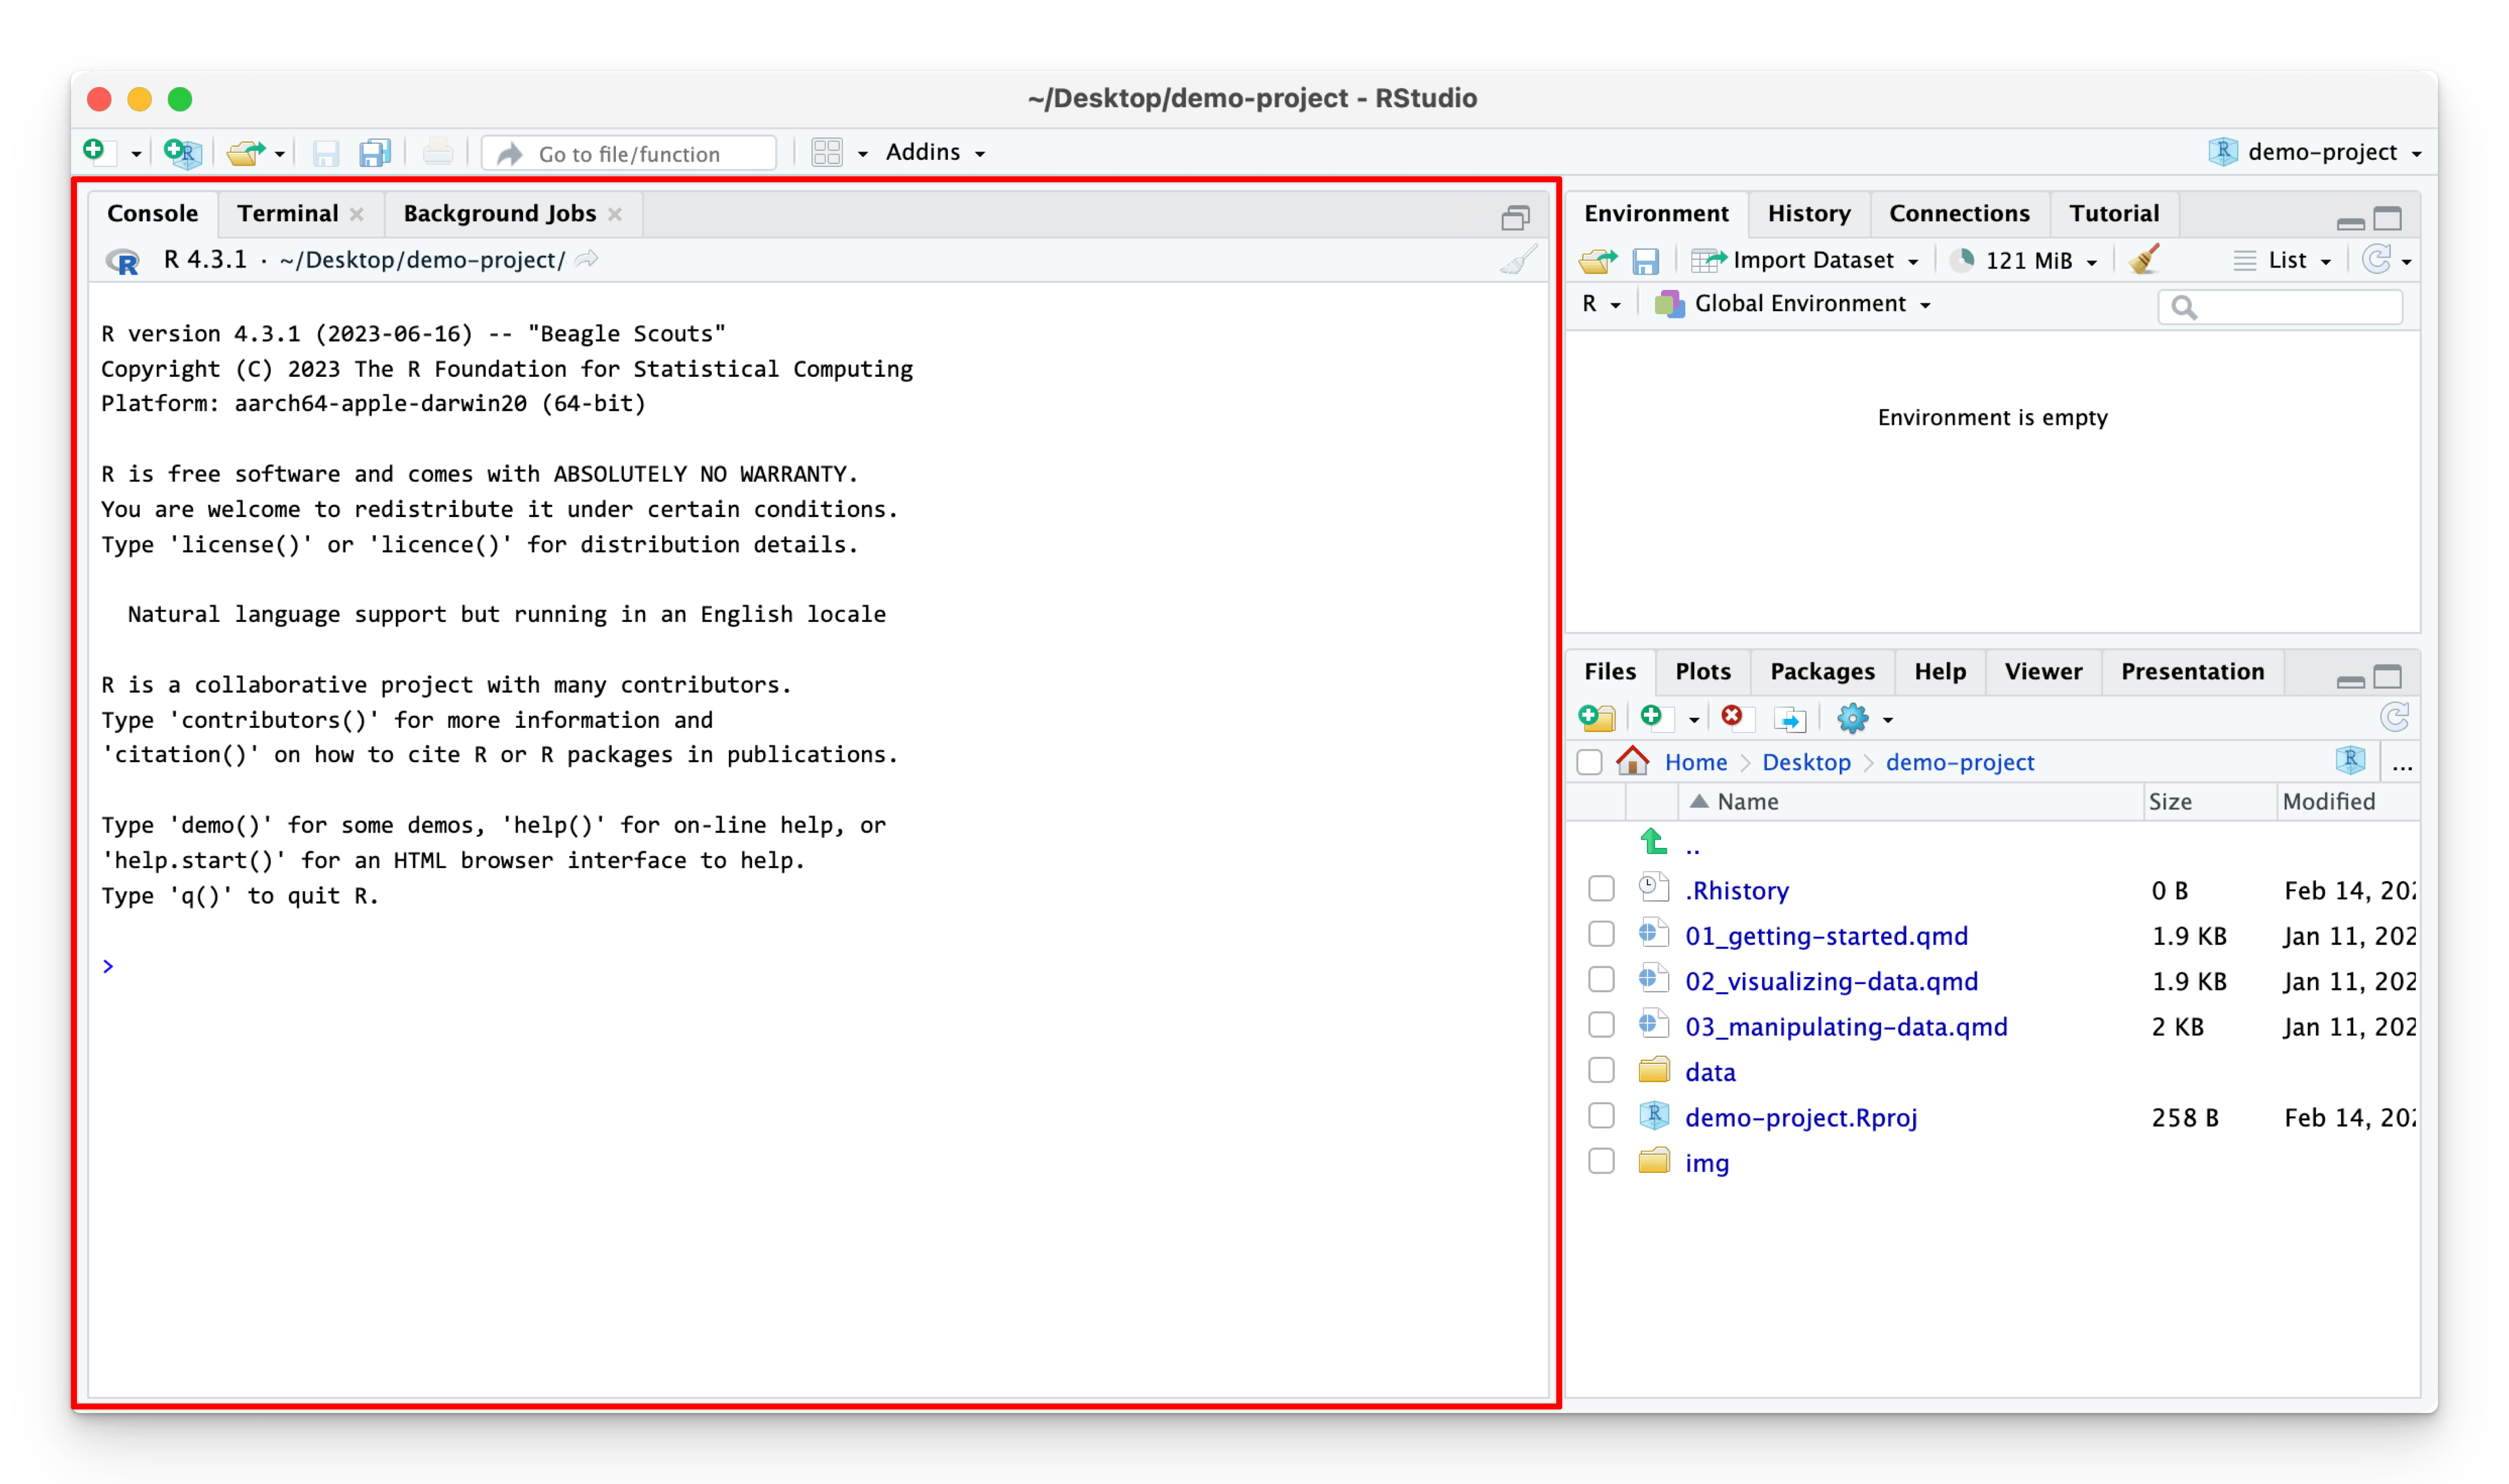 ~/Desktop/demo-project - RStudio
Go to file/function
Addins
demo-project
Console Terminal Background Jobs
R 4.3.1 · ~/Desktop/demo-project/
R version 4.3.1 (2023-06-16) -- "Beagle Scouts"
Copyright (C) 2023 The R Foundation for Statistical Computing
Platform: aarch64-apple-darwin20 (64-bit)
R is free software and comes with ABSOLUTELY NO WARRANTY.
You are welcome to redistribute it under certain conditions.
Type 'license()' or 'licence()' for distribution details.
Natural language support but running in an English locale
R is a collaborative project with many contributors.
Type 'contributors()' for more information and
'citation()' on how to cite R or R packages in publications.
Type 'demo()' for some demos, 'help()' for on-line help, or
'help.start()' for an HTML browser interface to help.
Type 'q()' to quit R.
>
Environment History Connections Tutorial
Import Dataset 121 MiB List
R Global Environment
Environment is empty
Files Plots Packages Help Viewer Presentation
Home Desktop demo-project ...
Name Size Modified
..
.Rhistory 0 B Feb 14,
01_getting-started.qmd 1.9 KB Jan 11,
02_visualizing-data.qmd 1.9 KB Jan 11,
03_manipulating-data.qmd 2 KB Jan 11,
data
demo-project.Rproj 258 B Feb 14,
img